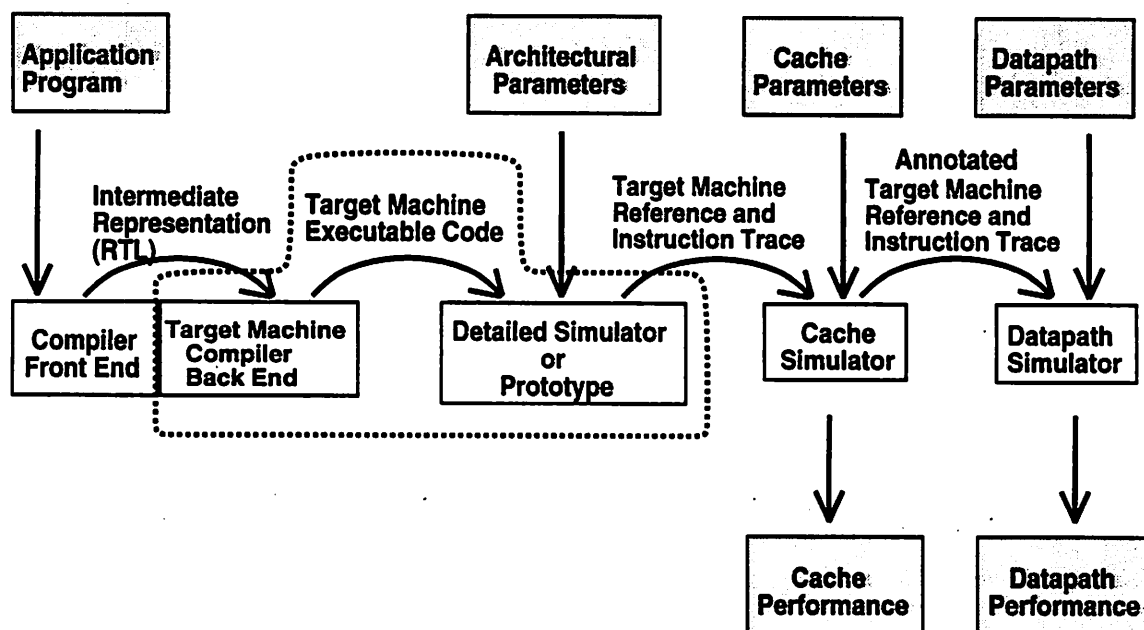 Application
Program
Architectural
Parameters
Cache
Parameters
Datapath
Parameters
Intermediate
Representation
(RTL)
Target Machine
Executable Code
Target Machine
Reference and
Instruction Trace
Annotated
Target Machine
Reference and
Instruction Trace
Compiler
Front End
Target Machine
Compiler
Back End
Detailed Simulator
or
Prototype
Cache
Simulator
Datapath
Simulator
Cache
Performance
Datapath
Performance